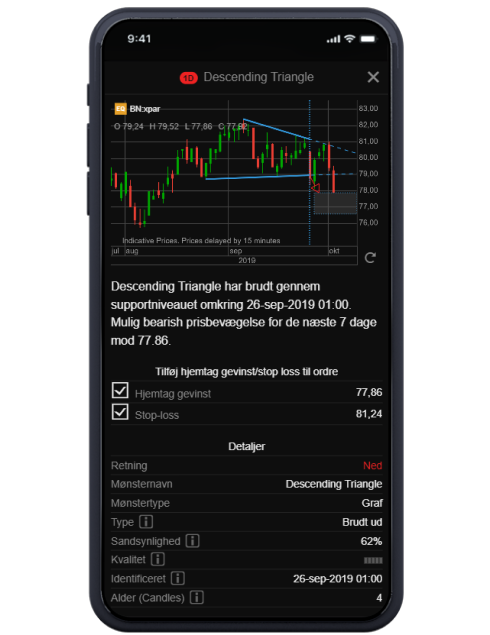 9:41
1D Descending Triangle
EQ BN:xpar
O 79,24 H 79,52 L 77,86 C 77,92
83.00
82,00
81,00
80,00
79,00
78,00
77,00
76,00
Indicative Prices. Prices delayed by 15 minutes
jul aug sep okt
2019
Descending Triangle har brudt gennem
supportniveauet omkring 26-sep-2019 01:00.
Mulig bearish prisbevægelse for de næste 7 dage
mod 77.86.
Tilføj hjemtag gevinst/stop loss til ordre
Hjemtag gevinst 77,86
Stop-loss 81,24
Detaljer
Retning Ned
Mønsternavn Descending Triangle
Mønstertype Graf
Type i Brudt ud
Sandsynlighed i 62%
Kvalitet i
Identificeret i 26-sep-2019 01:00
Alder (Candles) i 4